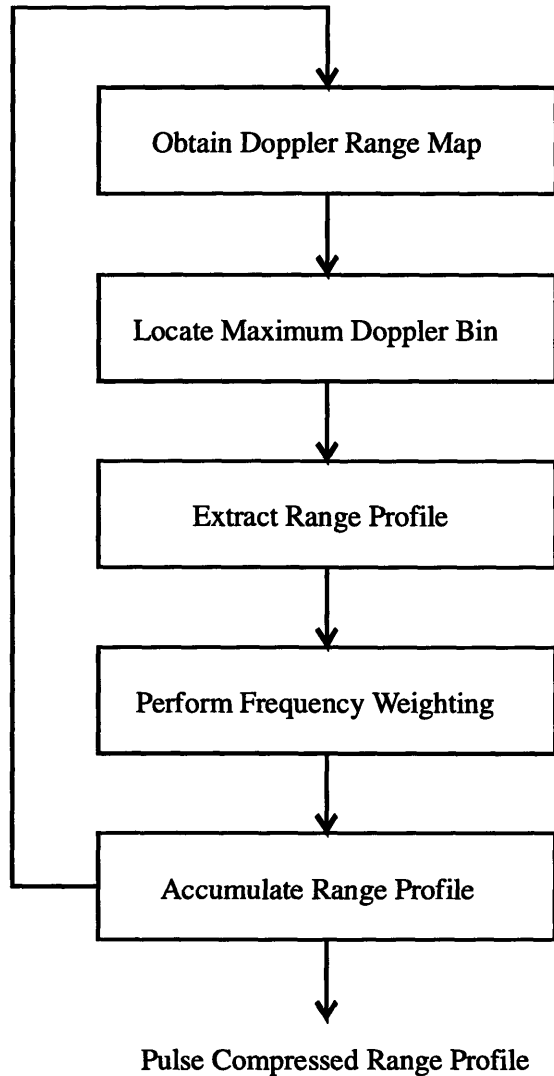 Obtain Doppler Range Map
Locate Maximum Doppler Bin
Extract Range Profile
Perform Frequency Weighting
Accumulate Range Profile
Pulse Compressed Range Profile